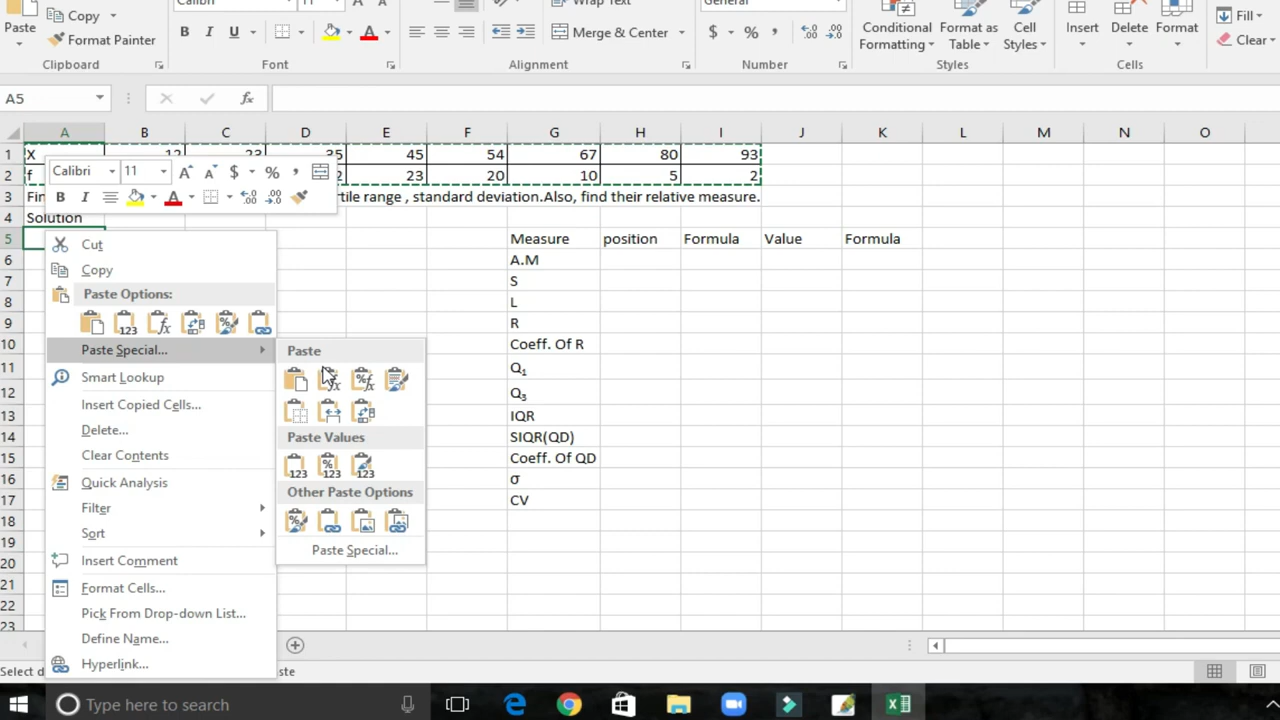 Calibri 11 Wrap Text General
Copy
Paste
Format Painter
B I U
Merge & Center
$ % ,
Conditional Formatting
Format as Table
Cell Styles
Insert
Delete
Format
Fill
Clear
Clipboard Font Alignment Number Styles Cells
A5 fx
A B C D E F G H I J K L M N O
1 X 12 23 35 45 54 67 80 93
2 f 2 23 20 10 5 2
3 Fin tile range , standard deviation.Also, find their relative measure.
4 Solution
Calibri 11 $ % ,
B I A
5 Measure position Formula Value Formula
6 A.M
7 S
8 L
9 R
10 Coeff. Of R
11 Q1
12 Q3
13 IQR
14 SIQR(QD)
15 Coeff. Of QD
16 σ
17 CV
18
19
20
21
22
23
Cut
Copy
Paste Options:
Paste Special...
Smart Lookup
Insert Copied Cells...
Delete...
Clear Contents
Quick Analysis
Filter
Sort
Insert Comment
Format Cells...
Pick From Drop-down List...
Define Name...
Hyperlink...
Paste
Paste Values
Other Paste Options
Paste Special...
Select d ste
Type here to search